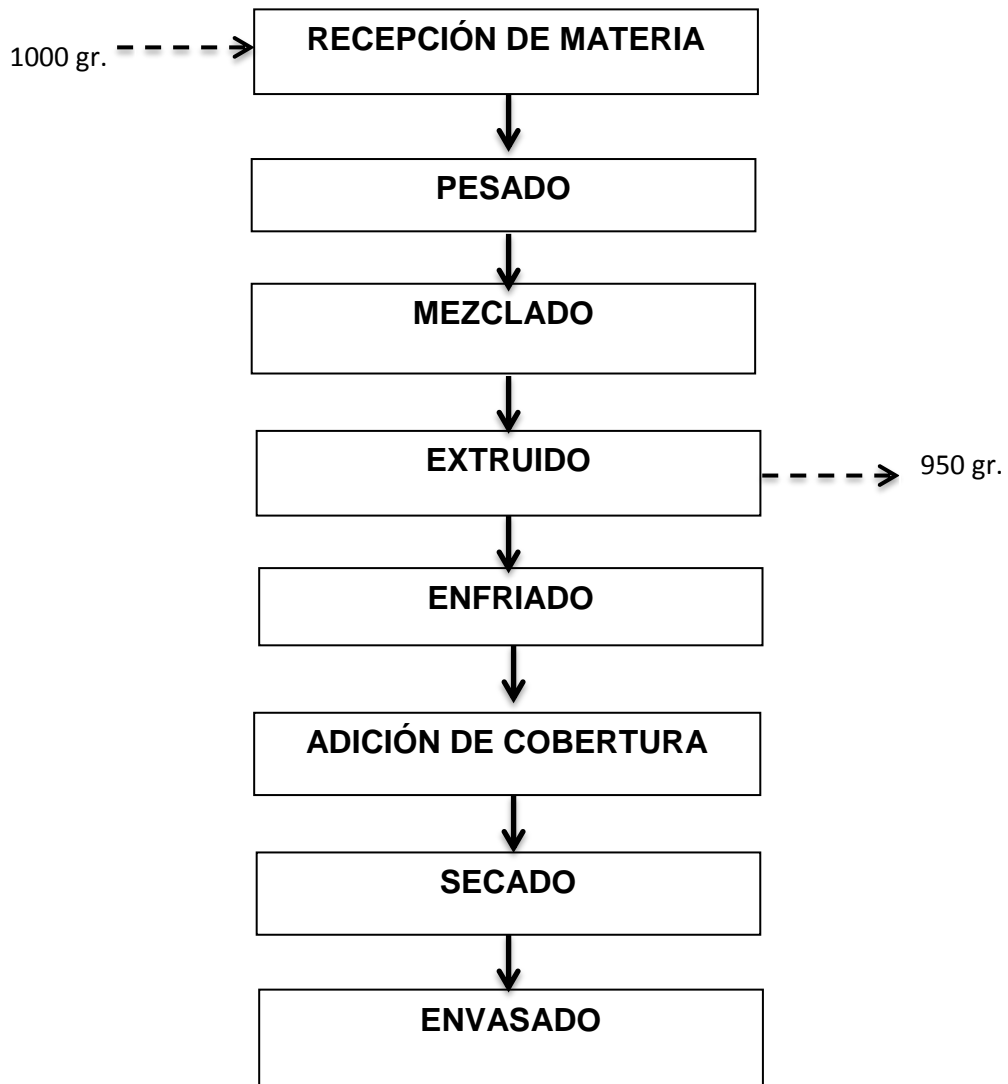 RECEPCIÓN DE MATERIA
1000 gr.
PESADO
MEZCLADO
EXTRUIDO
950 gr.
ENFRIADO
ADICIÓN DE COBERTURA
SECADO
ENVASADO